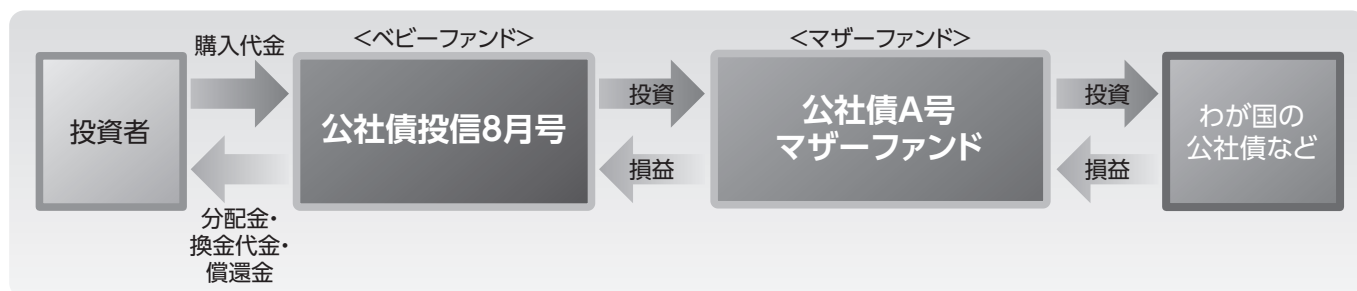 購入代金
<ベビーファンド>
<マザーファンド>
投資者
公社債投信8月号
投資
公社債A号
マザーファンド
投資
わが国の
公社債など
損益
損益
分配金・
換金代金・
償還金